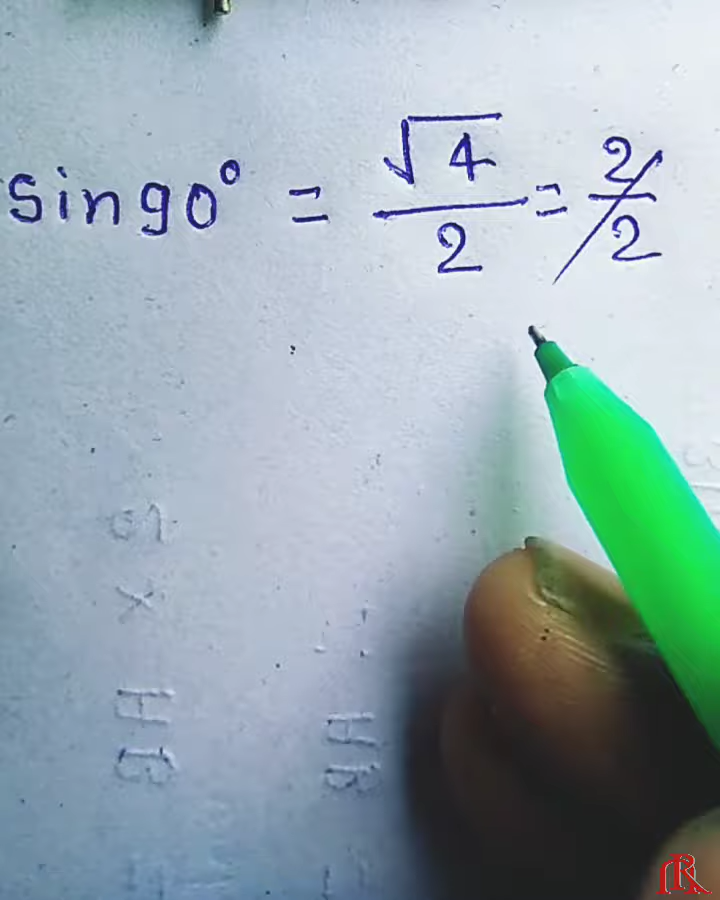 sin90° = √4/2 = 2/2